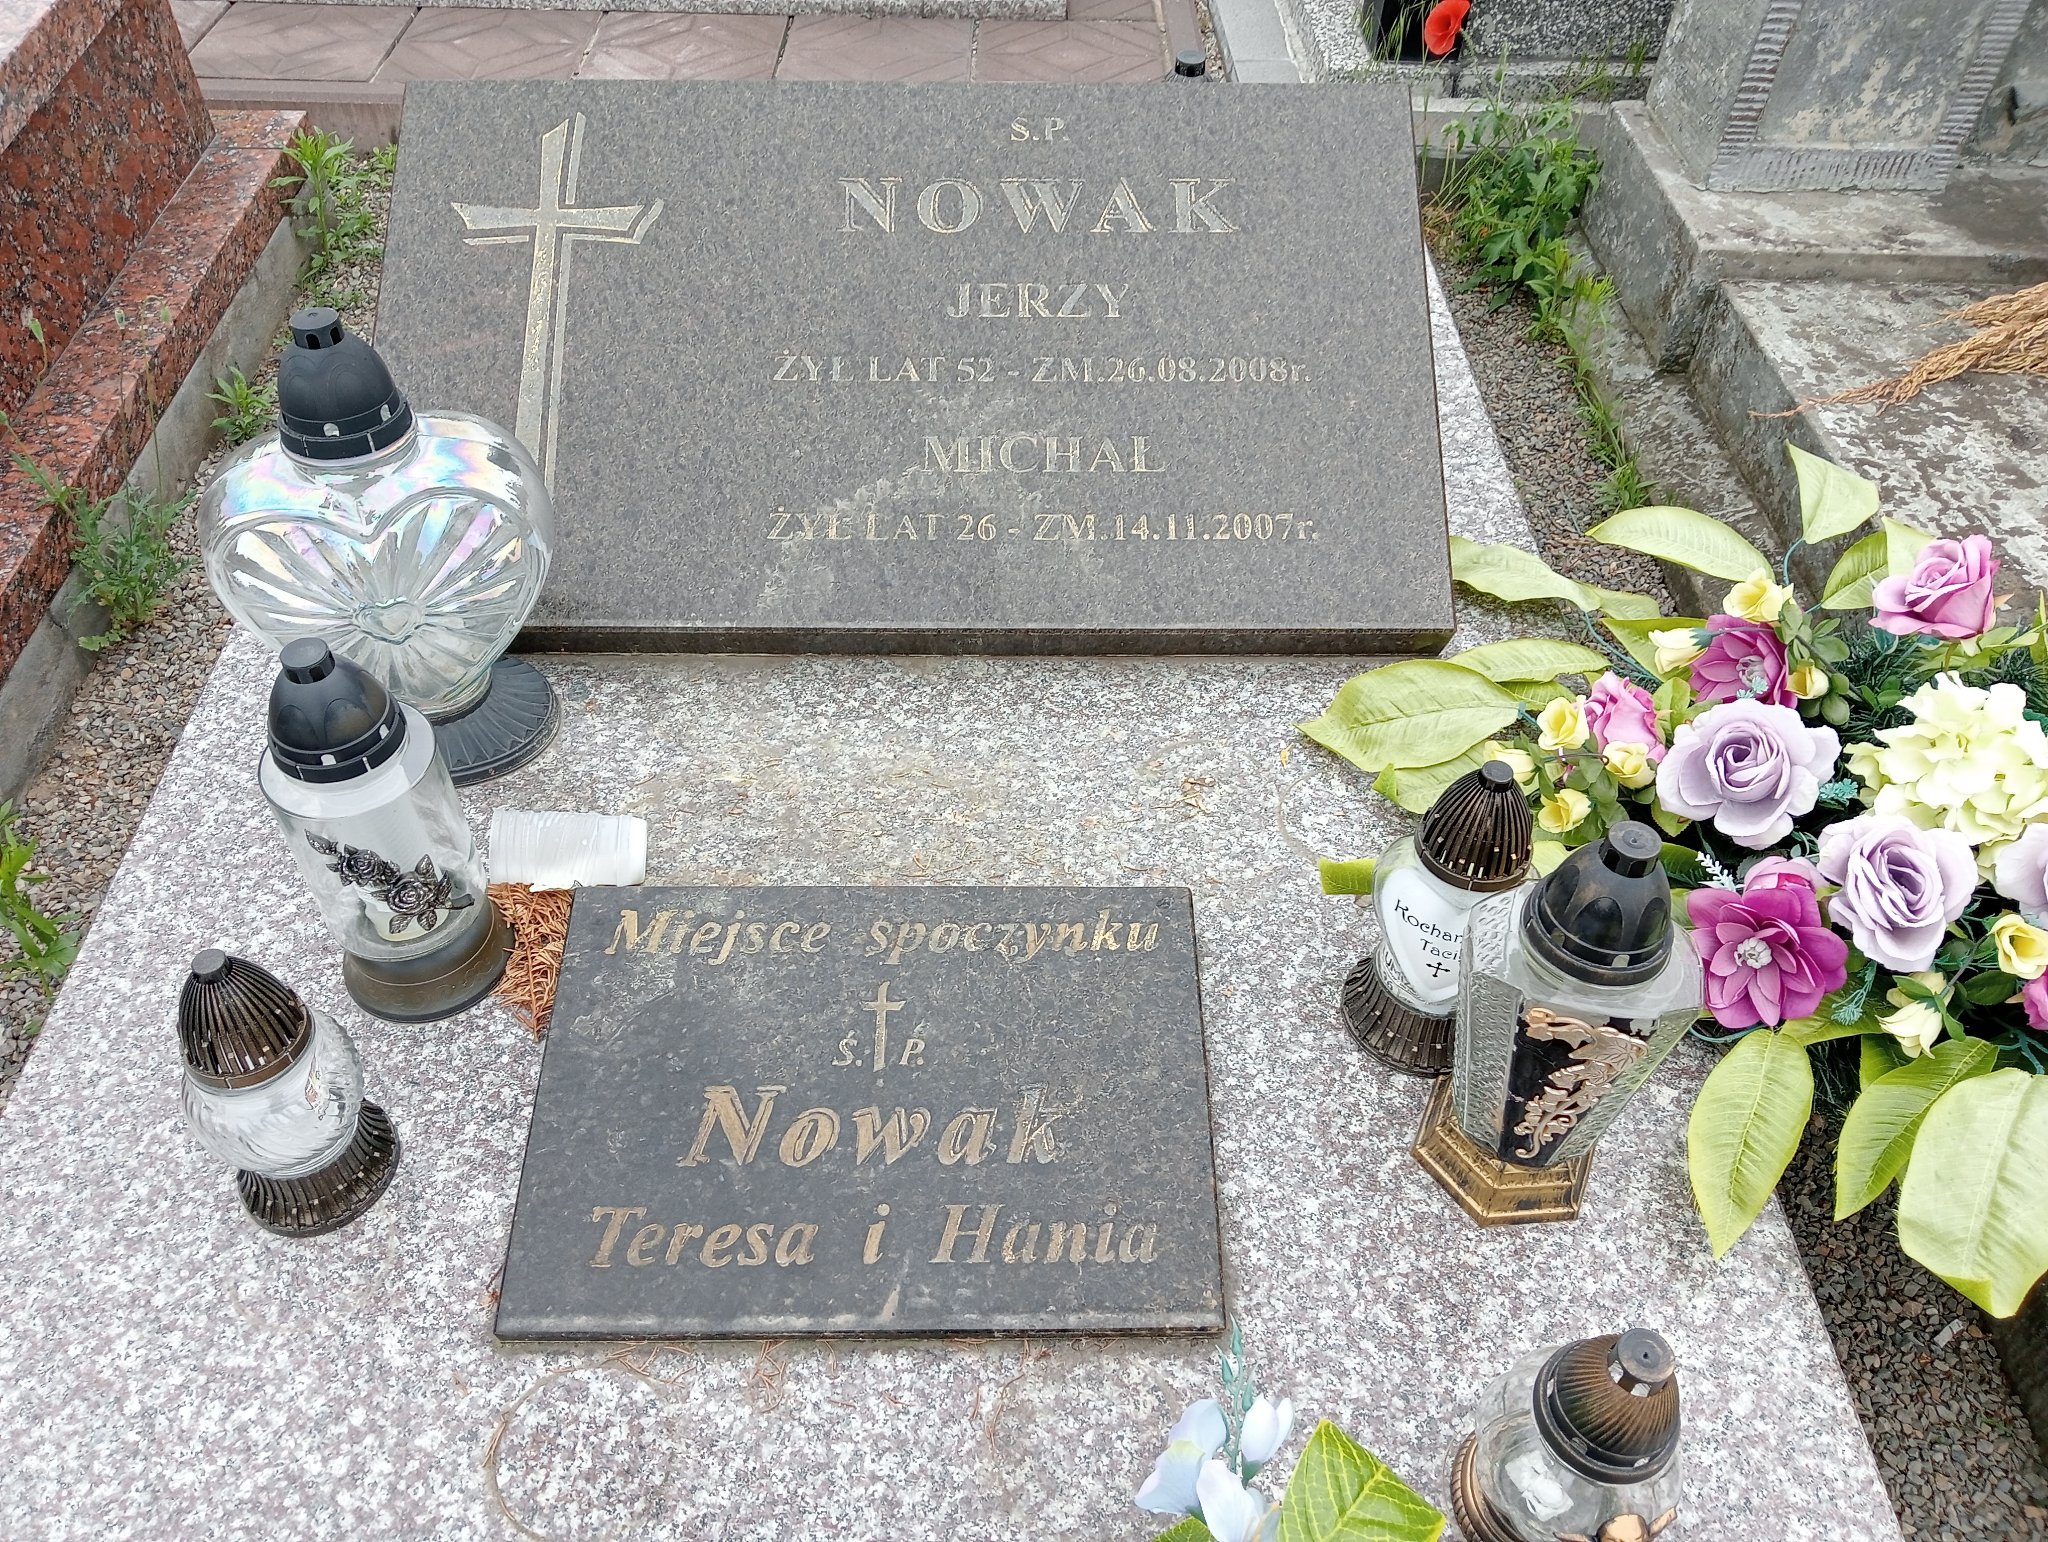 Ś.P.
NOWAK
JERZY
ŻYŁ LAT 52 - ZM.26.08.2008r.
MICHAŁ
ŻYŁ LAT 26 - ZM.14.11.2007r.
Miejsce spoczynku
Ś. P.
Nowak
Teresa i Hania